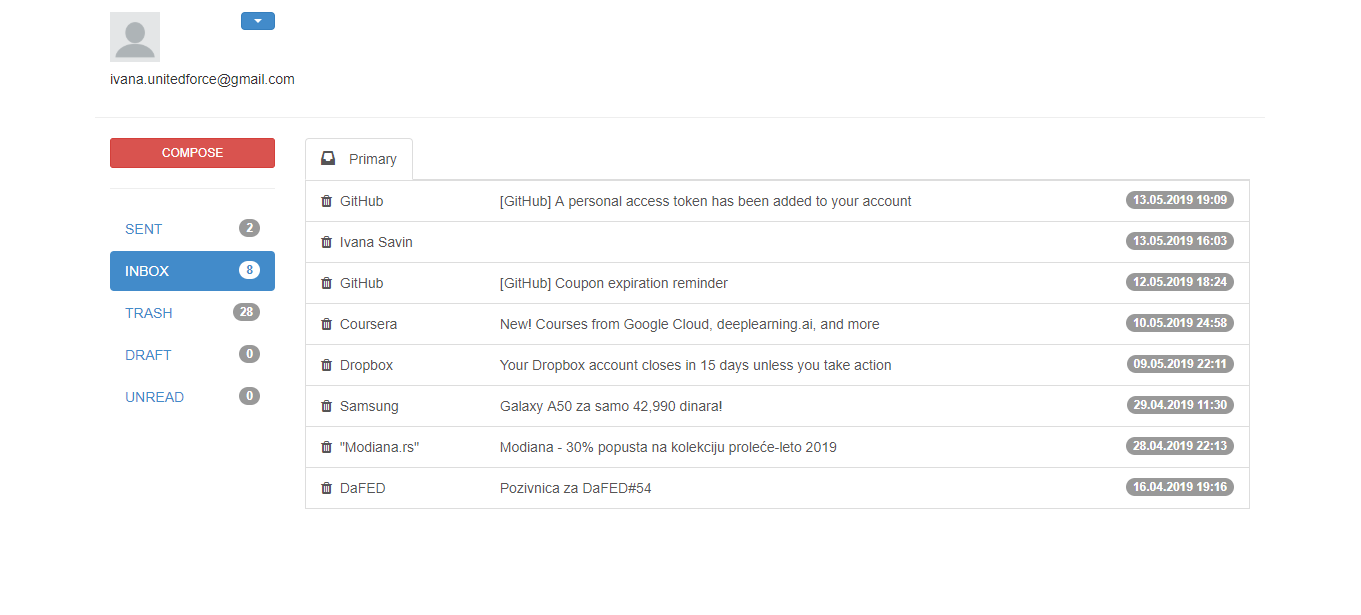 ivana.unitedforce@gmail.com
COMPOSE
Primary
GitHub [GitHub] A personal access token has been added to your account 13.05.2019 19:09
SENT 2
Ivana Savin 13.05.2019 16:03
INBOX 8
GitHub [GitHub] Coupon expiration reminder 12.05.2019 18:24
TRASH 28
Coursera New! Courses from Google Cloud, deeplearning.ai, and more 10.05.2019 24:58
DRAFT 0
Dropbox Your Dropbox account closes in 15 days unless you take action 09.05.2019 22:11
UNREAD 0
Samsung Galaxy A50 za samo 42,990 dinara! 29.04.2019 11:30
"Modiana.rs" Modiana - 30% popusta na kolekciju proleće-leto 2019 28.04.2019 22:13
DaFED Pozivnica za DaFED#54 16.04.2019 19:16